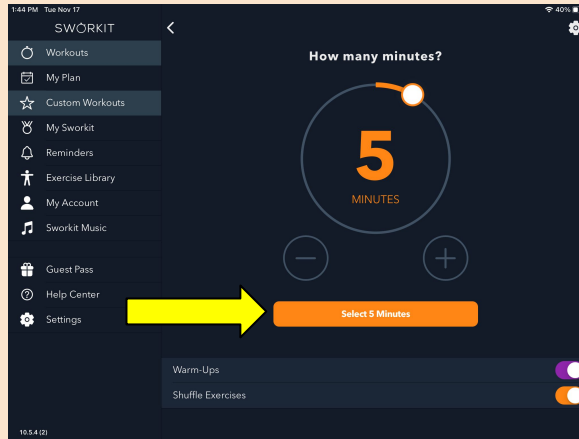 1:44 PM Tue Nov 17
40%
SWORKIT
Workouts
My Plan
Custom Workouts
My Sworkit
Reminders
Exercise Library
My Account
Sworkit Music
Guest Pass
Help Center
Settings
10.5.4 (2)
How many minutes?
5
MINUTES
Select 5 Minutes
Warm-Ups
Shuffle Exercises